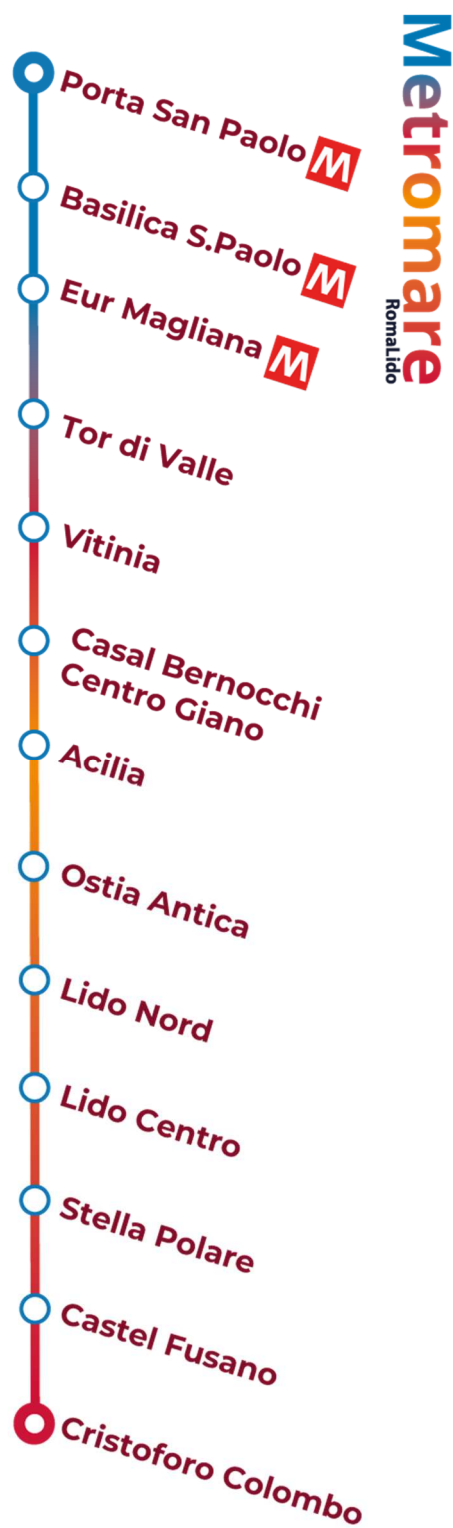 Metromare
RomaLido
Porta San Paolo M
Basilica S.Paolo M
Eur Magliana M
Tor di Valle
Vitinia
Casal Bernocchi
Centro Giano
Acilia
Ostia Antica
Lido Nord
Lido Centro
Stella Polare
Castel Fusano
Cristoforo Colombo